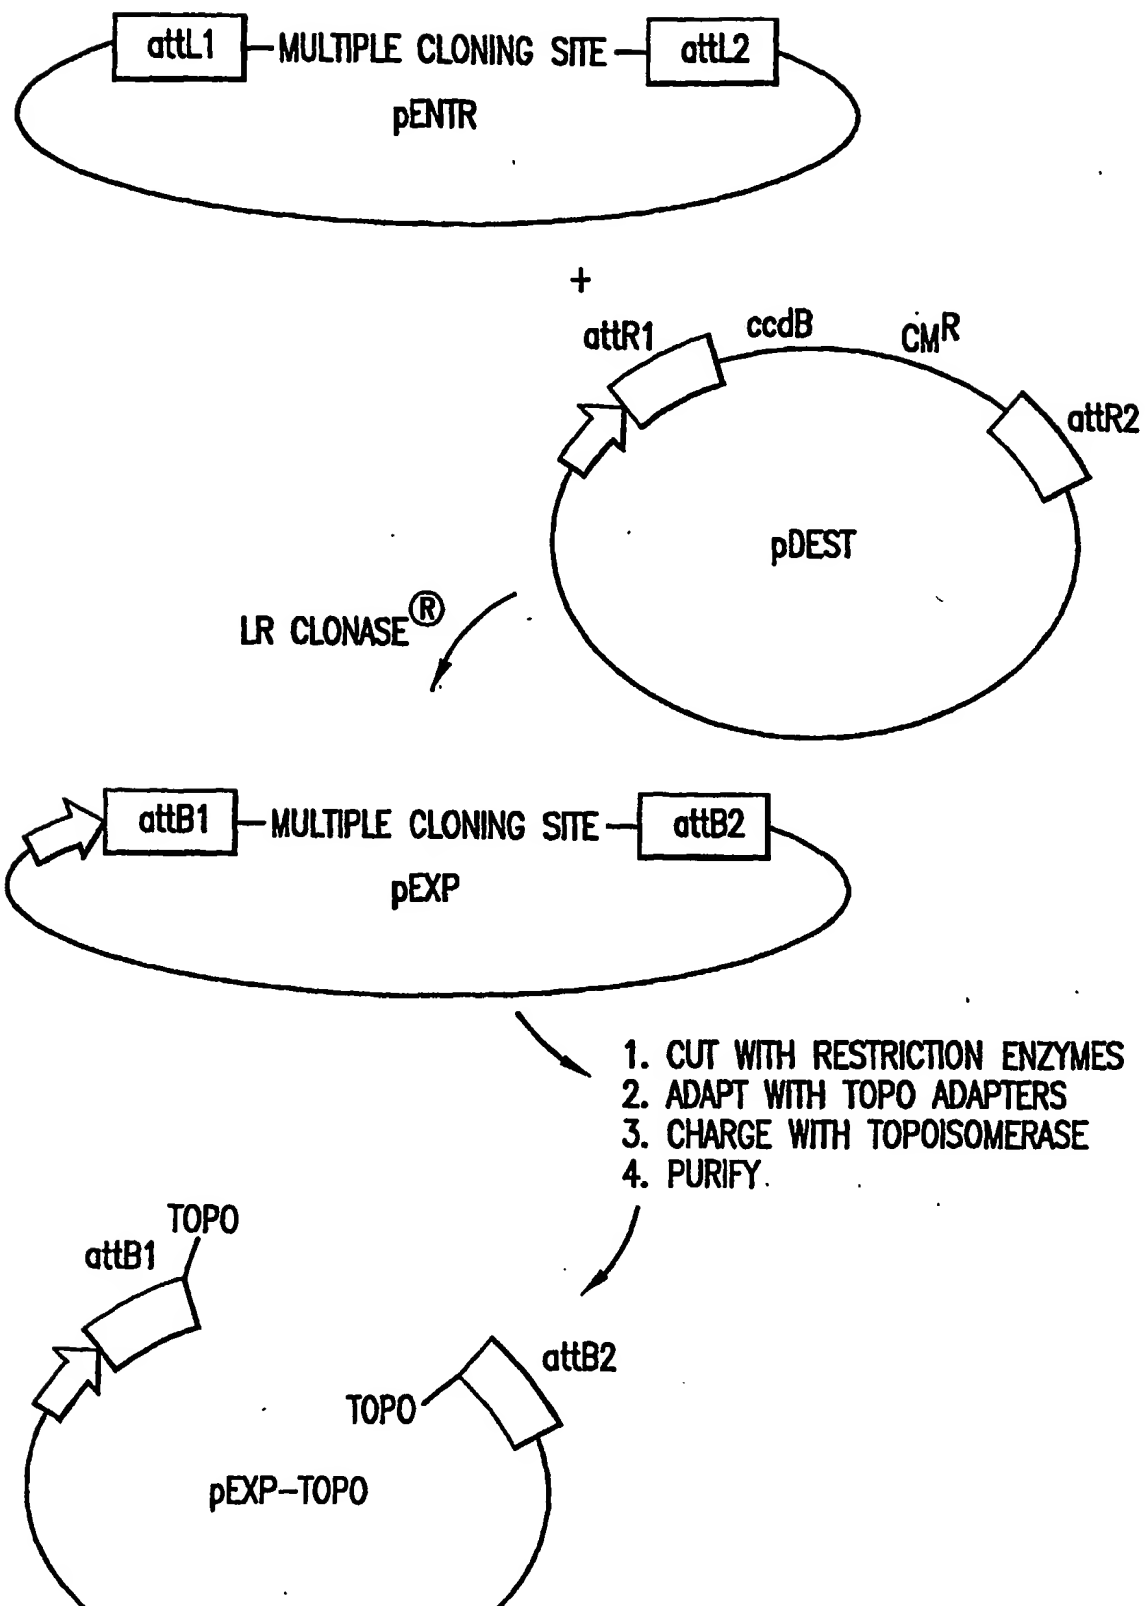 attL1 MULTIPLE CLONING SITE attL2
pENTR
+
attR1 ccdB CMR
attR2
pDEST
LR CLONASE®
attB1 MULTIPLE CLONING SITE attB2
pEXP
1. CUT WITH RESTRICTION ENZYMES
2. ADAPT WITH TOPO ADAPTERS
3. CHARGE WITH TOPOISOMERASE
4. PURIFY
TOPO
attB1
attB2
TOPO
pEXP-TOPO